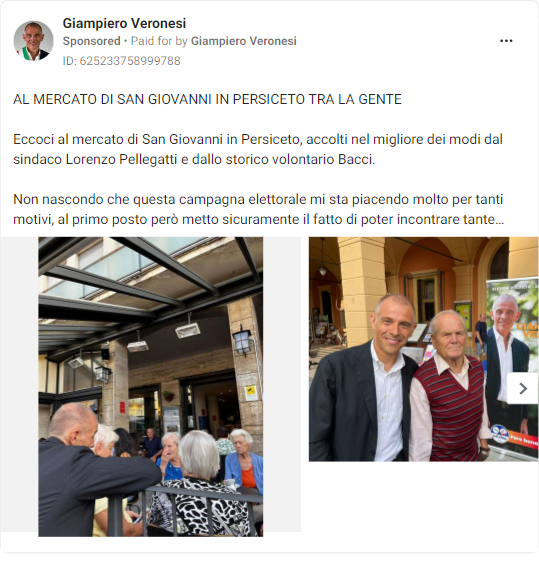 Giampiero Veronesi
Sponsored • Paid for by Giampiero Veronesi
ID: 625233758999788
AL MERCATO DI SAN GIOVANNI IN PERSICETO TRA LA GENTE
Eccoci al mercato di San Giovanni in Persiceto, accolti nel migliore dei modi dal
sindaco Lorenzo Pellegatti e dallo storico volontario Bacci.
Non nascondo che questa campagna elettorale mi sta piacendo molto per tanti
motivi, al primo posto però metto sicuramente il fatto di poter incontrare tante...